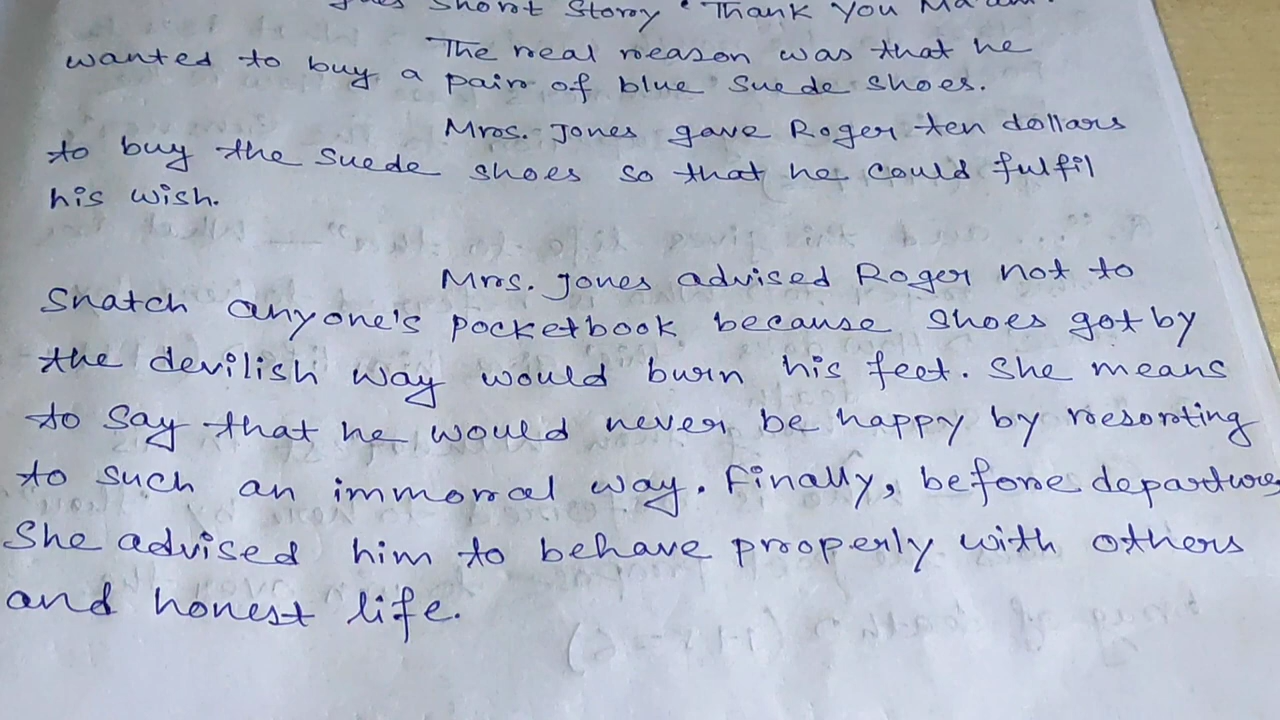 Short Story "Thank You Ma'am".
The real reason was that he
wanted to buy a pair of blue suede shoes.
Mrs. Jones gave Roger ten dollars
to buy the suede shoes so that he could fulfil
his wish.
Mrs. Jones advised Roger not to
snatch anyone's pocketbook because shoes got by
the devilish way would burn his feet. She means
to say that he would never be happy by resorting
to such an immoral way. Finally, before departure,
She advised him to behave properly with others
and honest life.